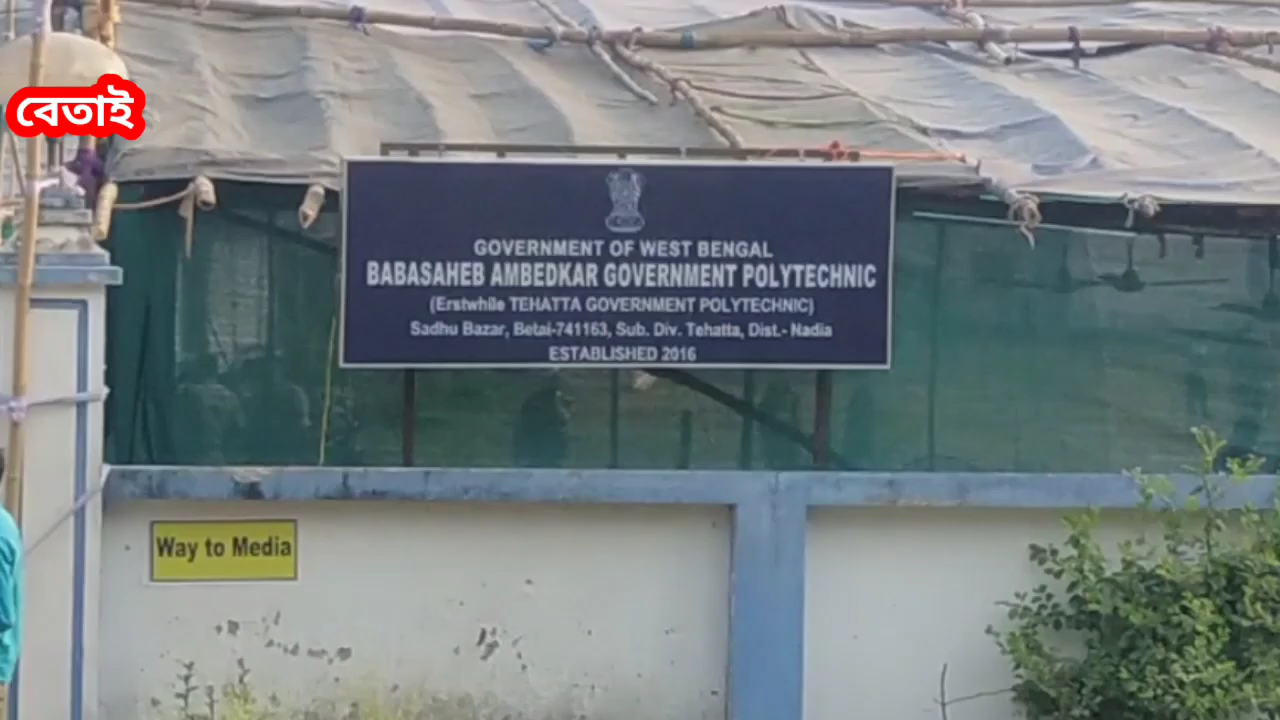 বেতাই
GOVERNMENT OF WEST BENGAL
BABASAHEB AMBEDKAR GOVERNMENT POLYTECHNIC
(Erstwhile TEHATTA GOVERNMENT POLYTECHNIC)
Sadhu Bazar, Betai-741163, Sub. Div. Tehatta, Dist.- Nadia
ESTABLISHED 2016
Way to Media